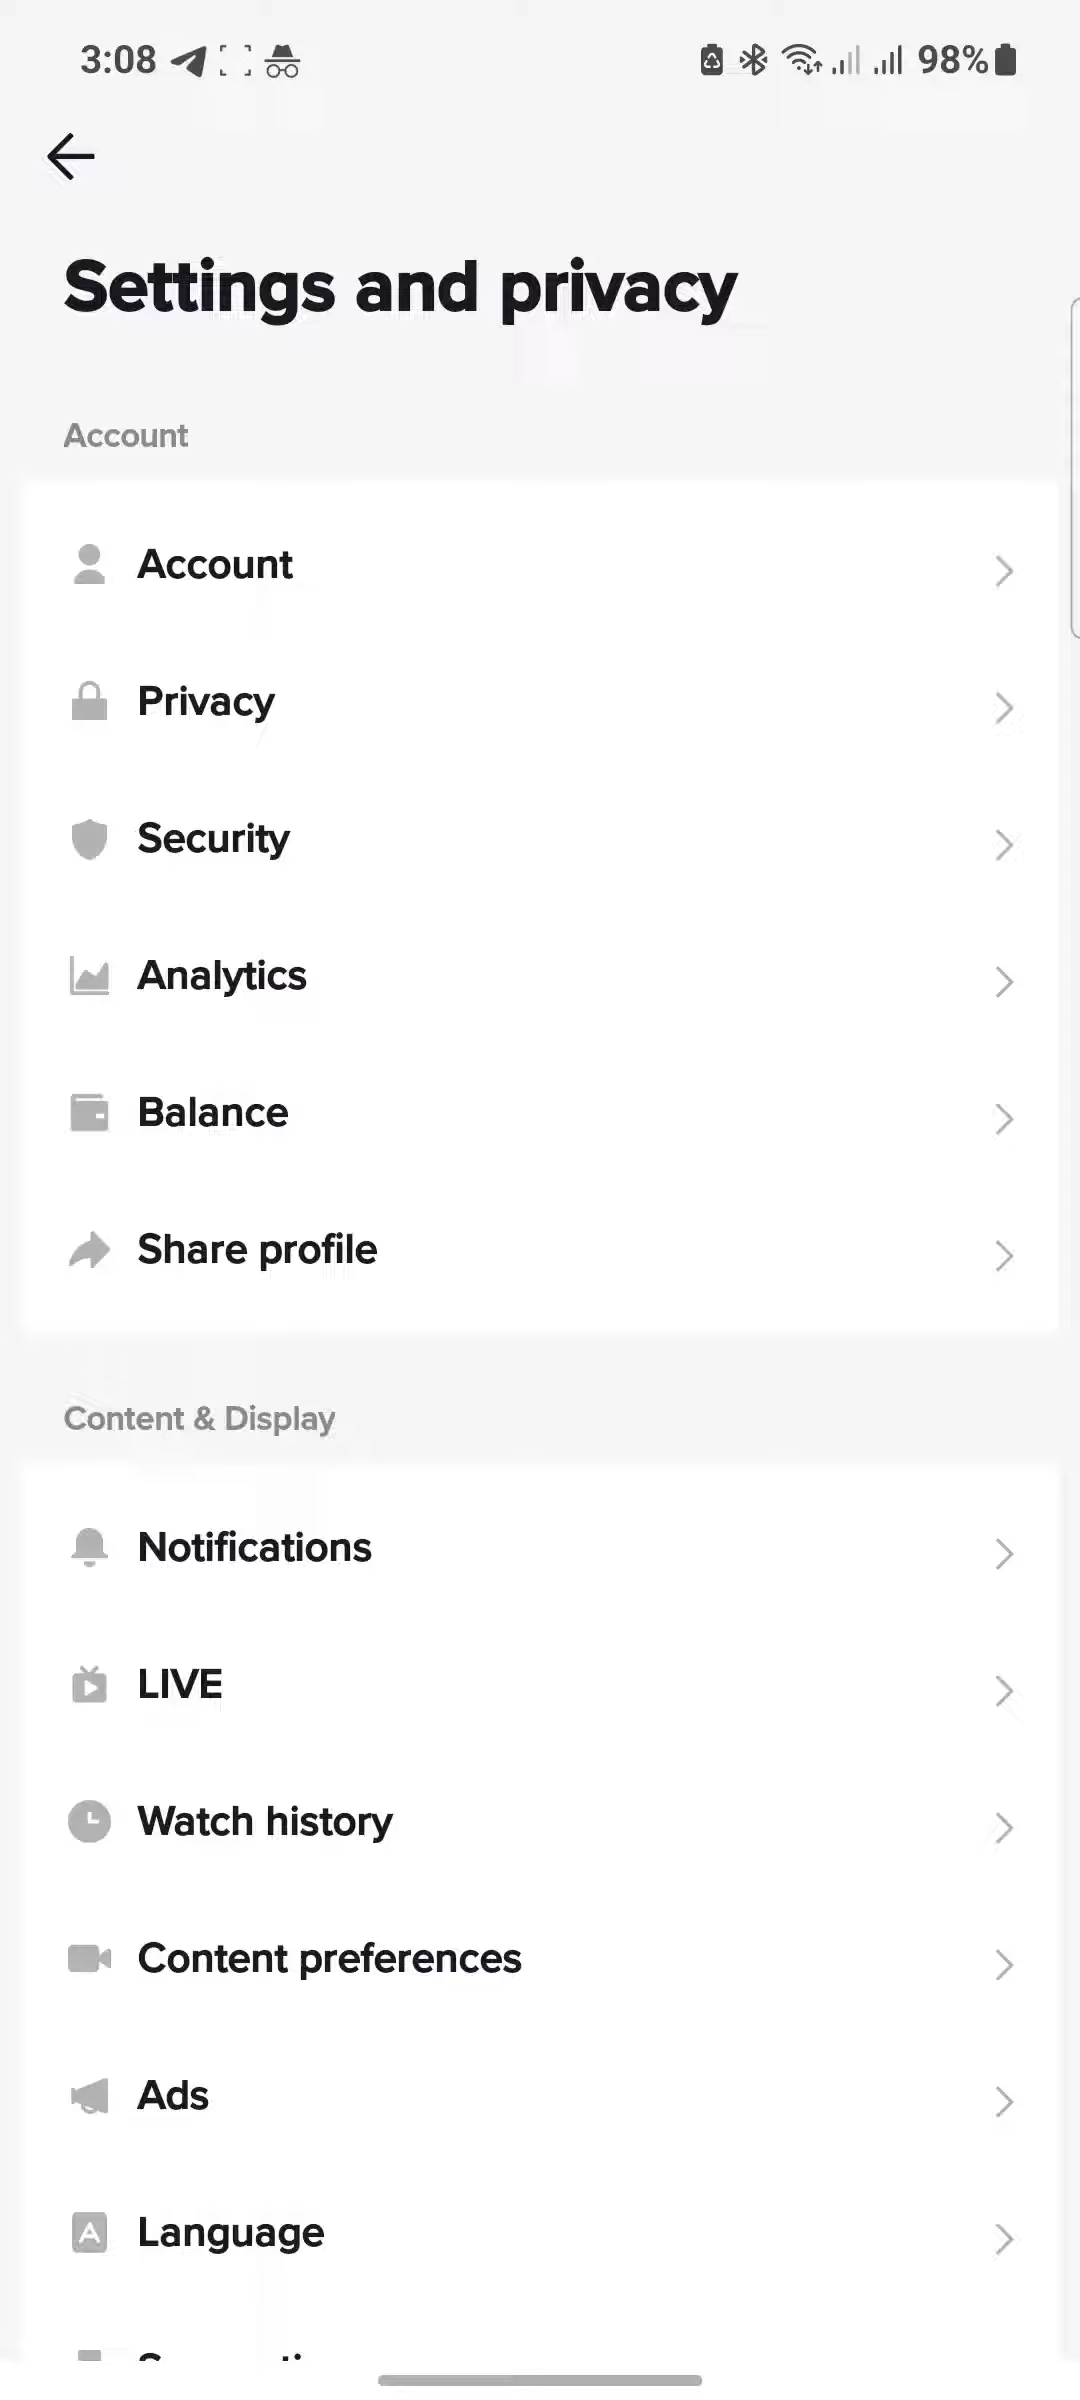 3:08 98%
Settings and privacy
Account
Account
Privacy
Security
Analytics
Balance
Share profile
Content & Display
Notifications
LIVE
Watch history
Content preferences
Ads
Language